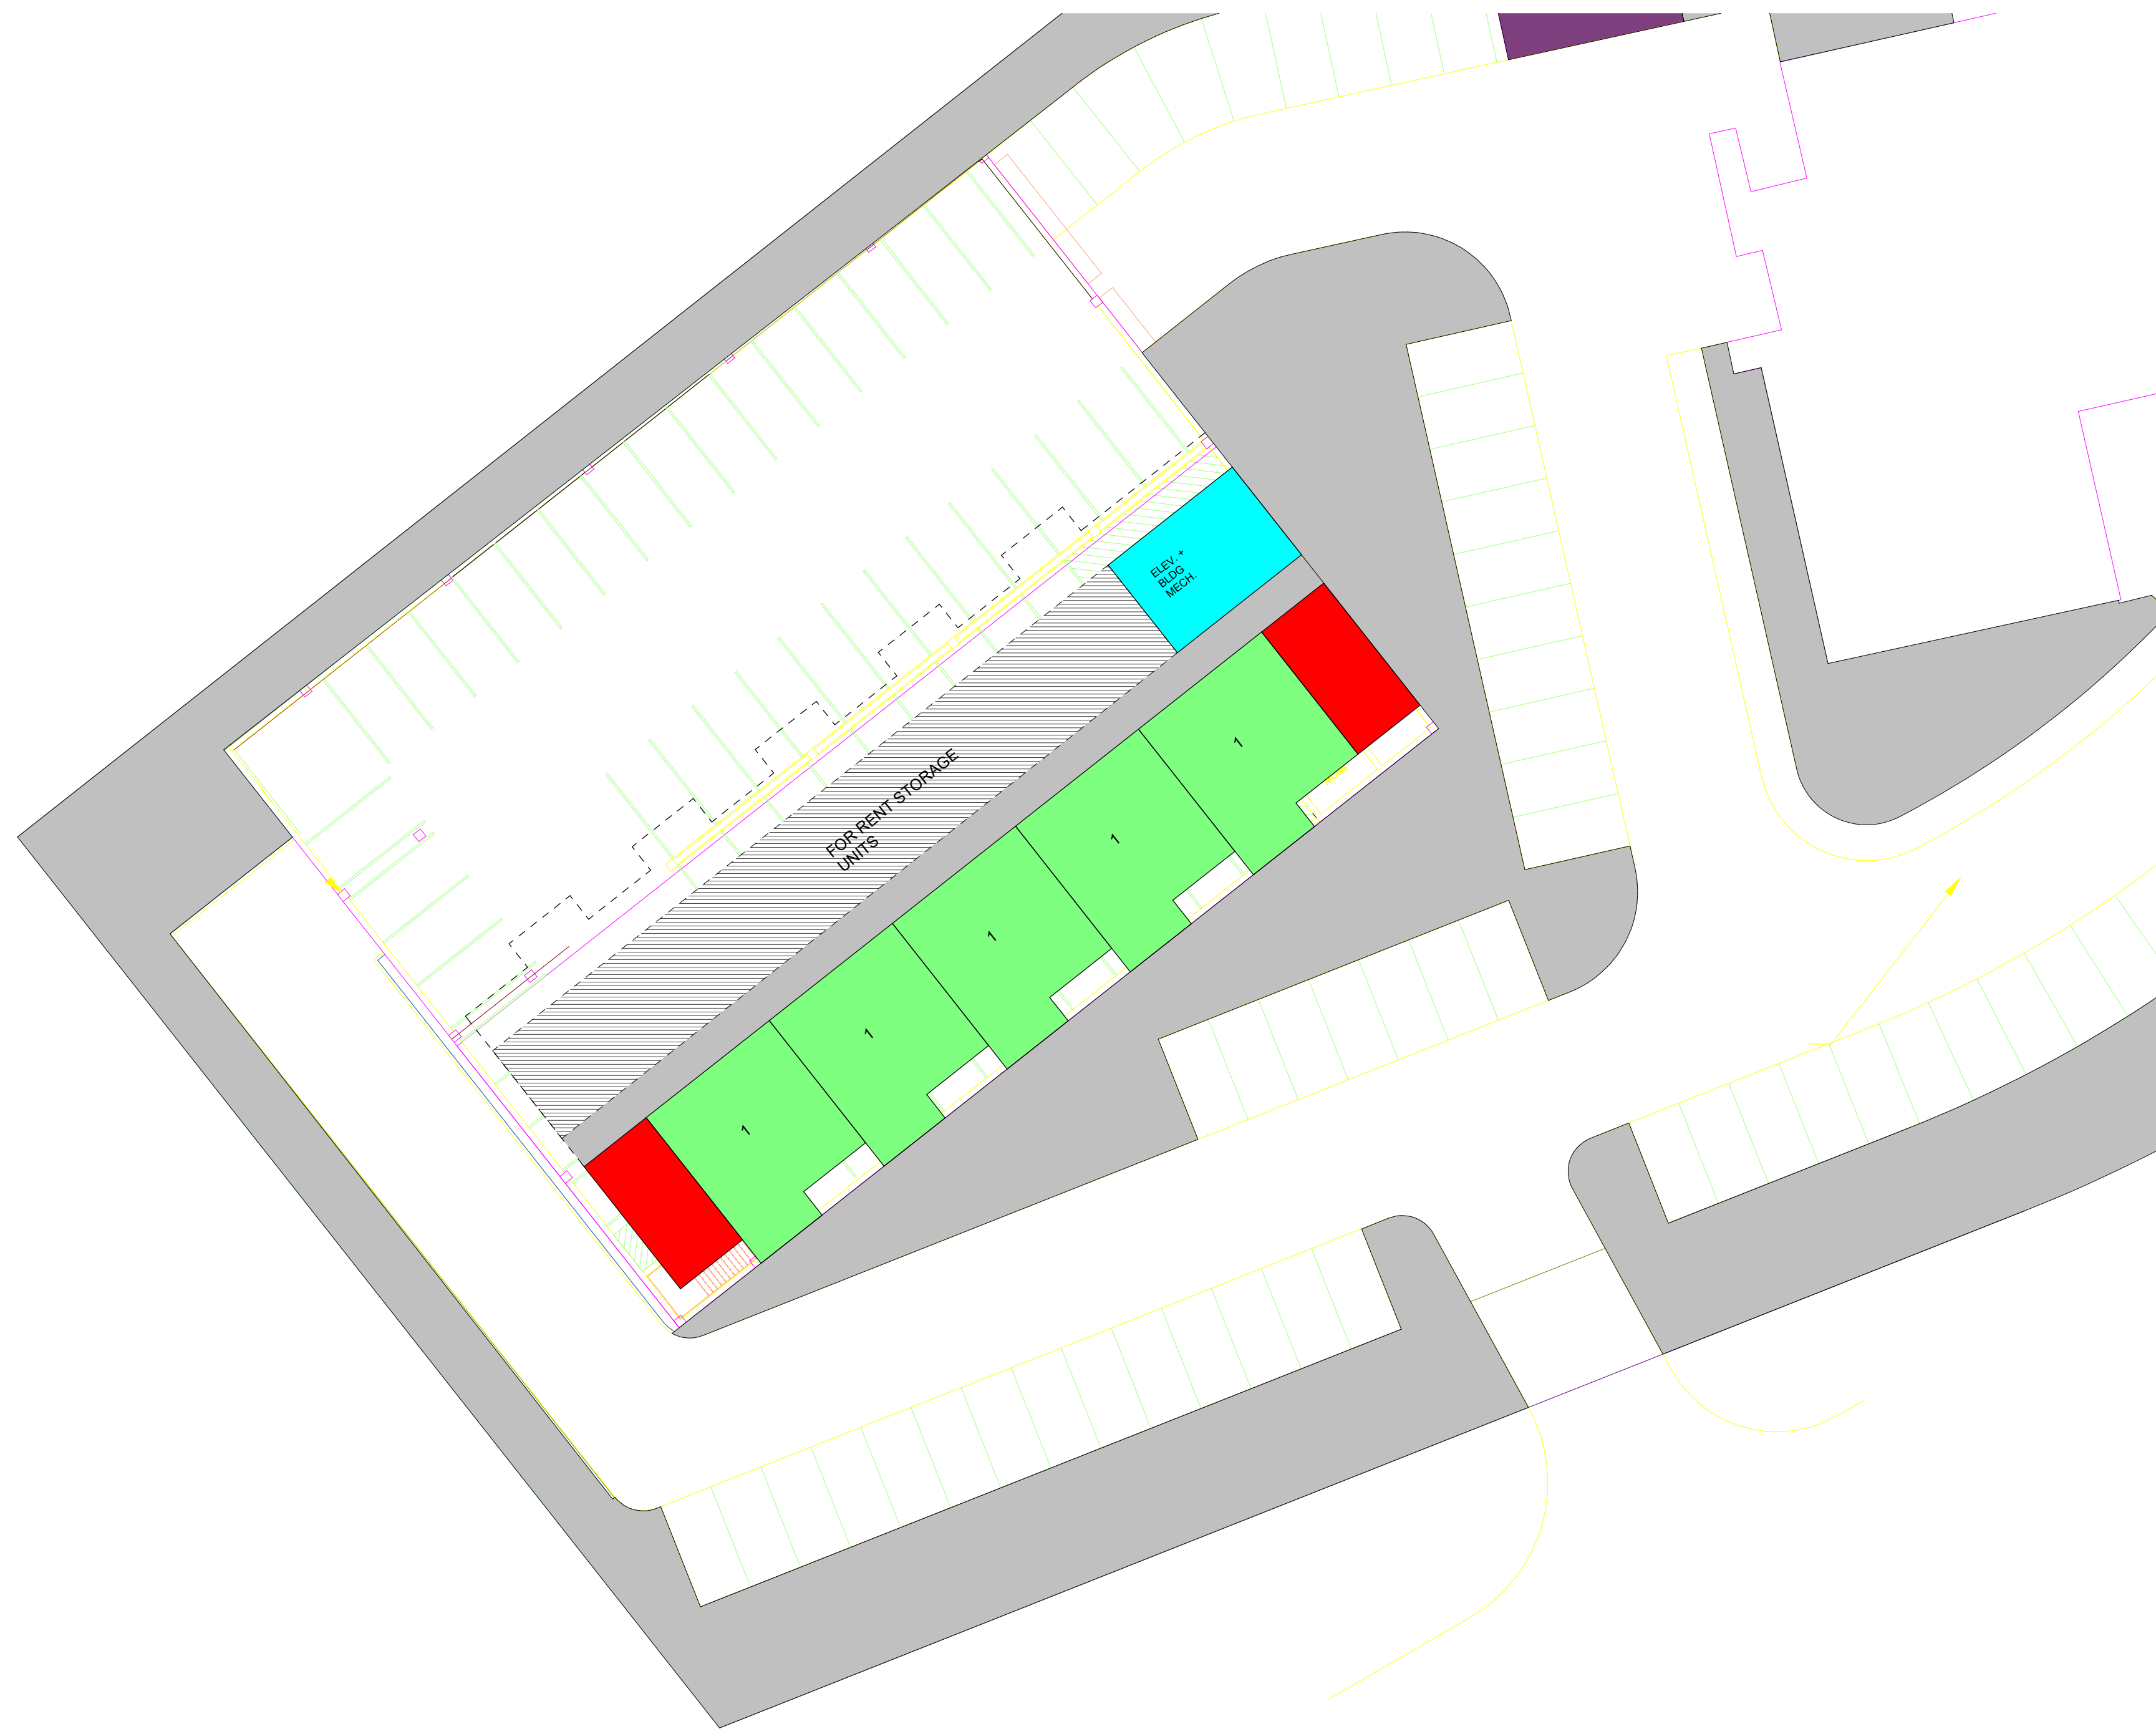 ELEV. +
BLDG
MECH.
FOR RENT STORAGE
UNITS
1
1
1
1
1